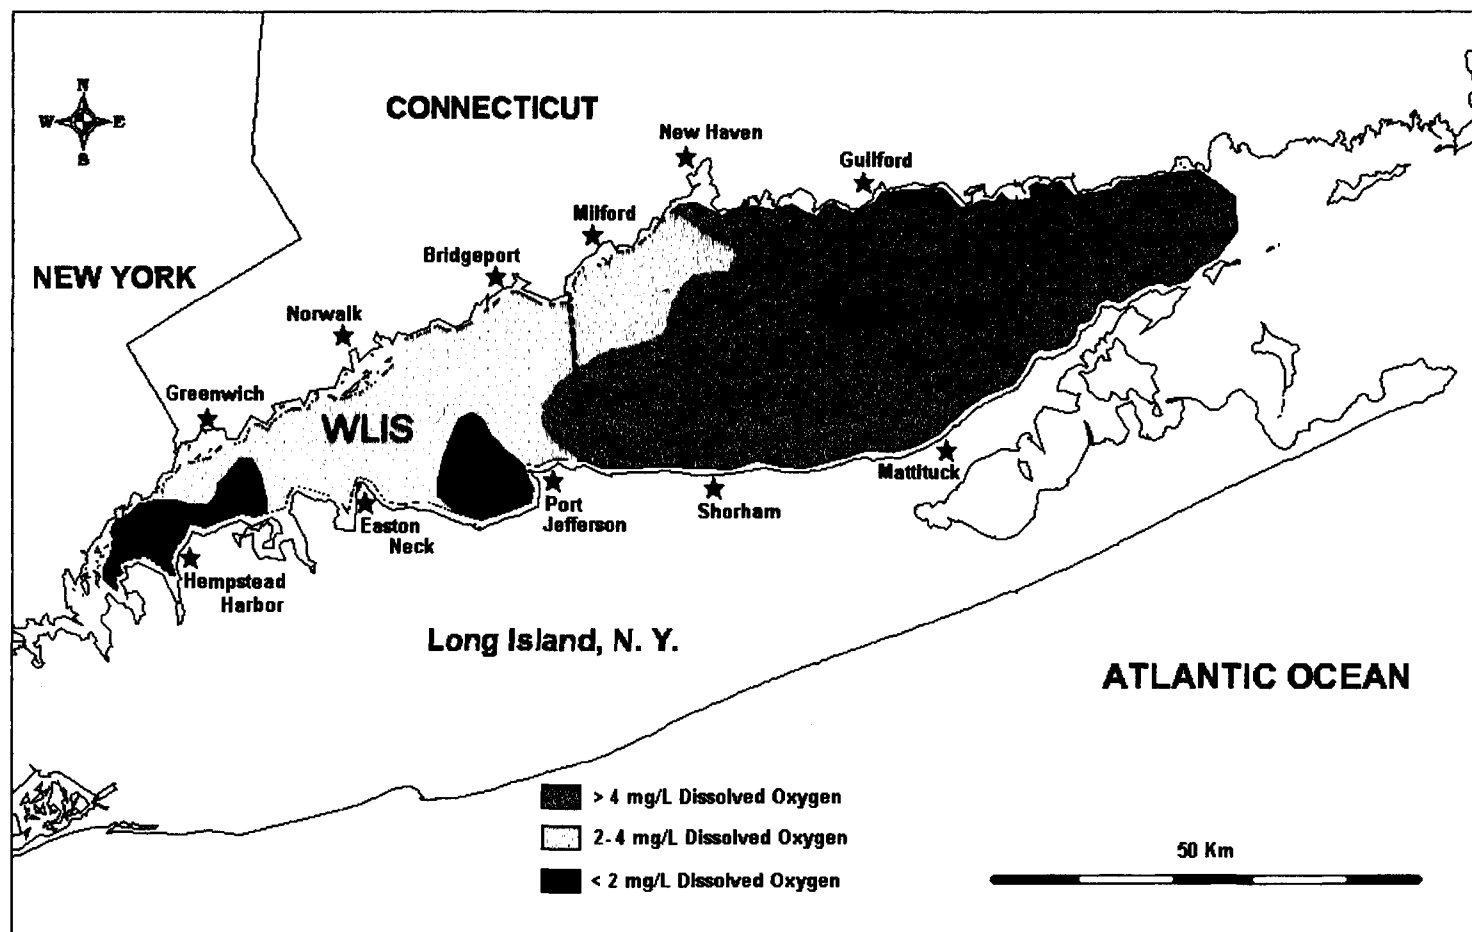 N
W E
S
CONNECTICUT
New Haven
Guilford
Milford
Bridgeport
NEW YORK
Norwalk
Greenwich
WLIS
Mattituck
Port
Jefferson
Shorham
Easton
Neck
Hempstead
Harbor
Long Island, N. Y.
ATLANTIC OCEAN
> 4 mg/L Dissolved Oxygen
2-4 mg/L Dissolved Oxygen
< 2 mg/L Dissolved Oxygen
50 Km